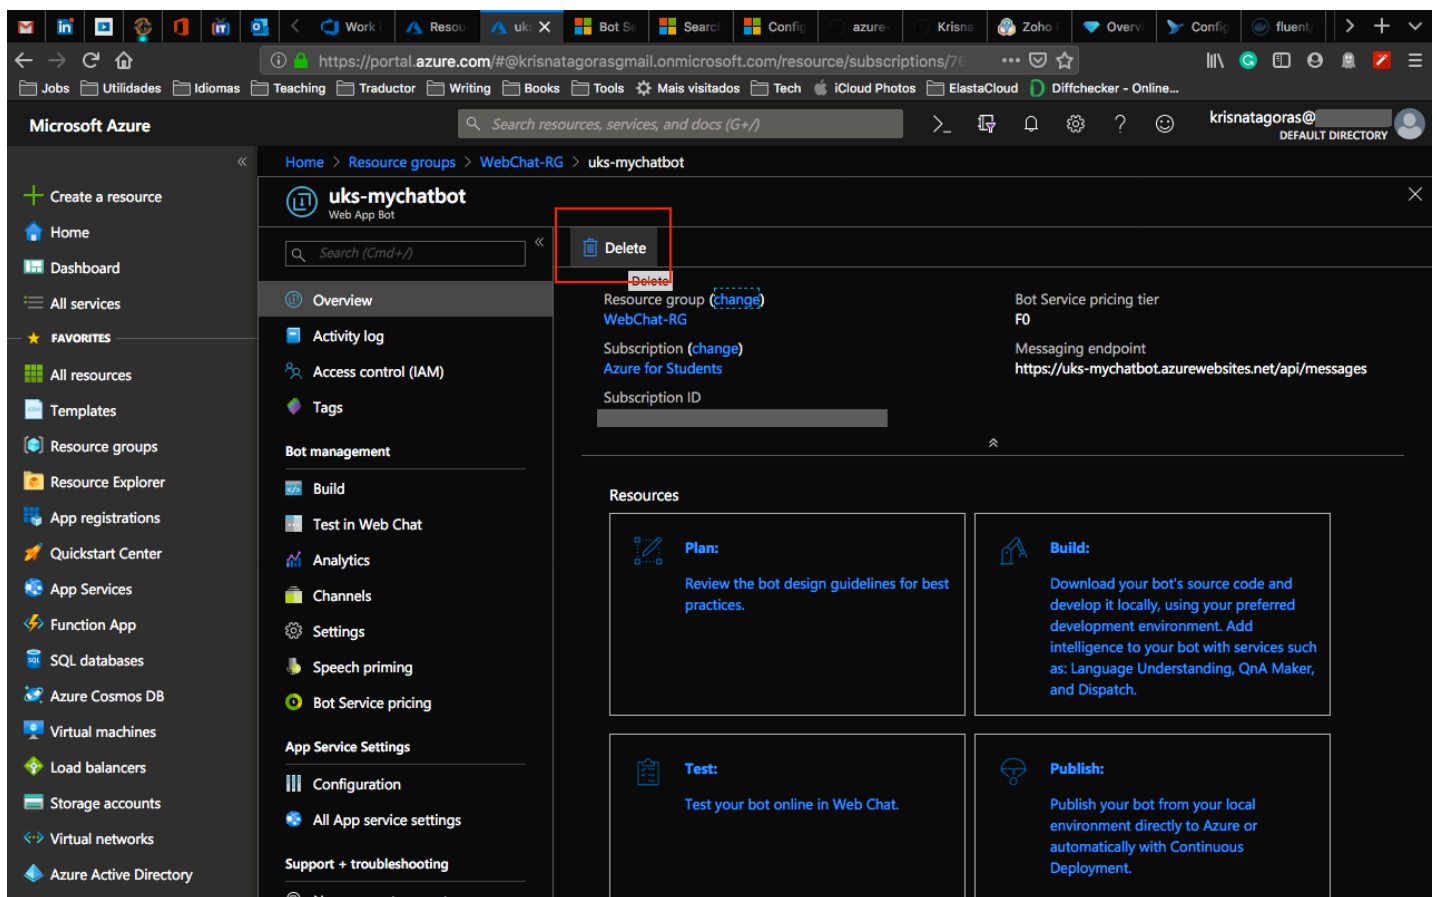 Work
Resou
uks
Bot Se
Search
Config
azure-
Krisna
Zoho
Overvi
Config
fluent/
https://portal.azure.com/#@krisnatagorasgmail.onmicrosoft.com/resource/subscriptions/76
Jobs
Utilidades
Idiomas
Teaching
Traductor
Writing
Books
Tools
Mais visitados
Tech
iCloud Photos
ElastaCloud
Diffchecker - Online...
Microsoft Azure
Search resources, services, and docs (G+/)
krisnatagoras@
DEFAULT DIRECTORY
Home > Resource groups > WebChat-RG > uks-mychatbot
Create a resource
Home
Dashboard
All services
FAVORITES
All resources
Templates
Resource groups
Resource Explorer
App registrations
Quickstart Center
App Services
Function App
SQL databases
Azure Cosmos DB
Virtual machines
Load balancers
Storage accounts
Virtual networks
Azure Active Directory
uks-mychatbot
Web App Bot
Search (Cmd+/)
Overview
Activity log
Access control (IAM)
Tags
Bot management
Build
Test in Web Chat
Analytics
Channels
Settings
Speech priming
Bot Service pricing
App Service Settings
Configuration
All App service settings
Support + troubleshooting
Delete
Delete
Resource group (change)
WebChat-RG
Subscription (change)
Azure for Students
Subscription ID
Bot Service pricing tier
F0
Messaging endpoint
https://uks-mychatbot.azurewebsites.net/api/messages
Resources
Plan:
Review the bot design guidelines for best
practices.
Build:
Download your bot's source code and
develop it locally, using your preferred
development environment. Add
intelligence to your bot with services such
as: Language Understanding, QnA Maker,
and Dispatch.
Test:
Test your bot online in Web Chat.
Publish:
Publish your bot from your local
environment directly to Azure or
automatically with Continuous
Deployment.